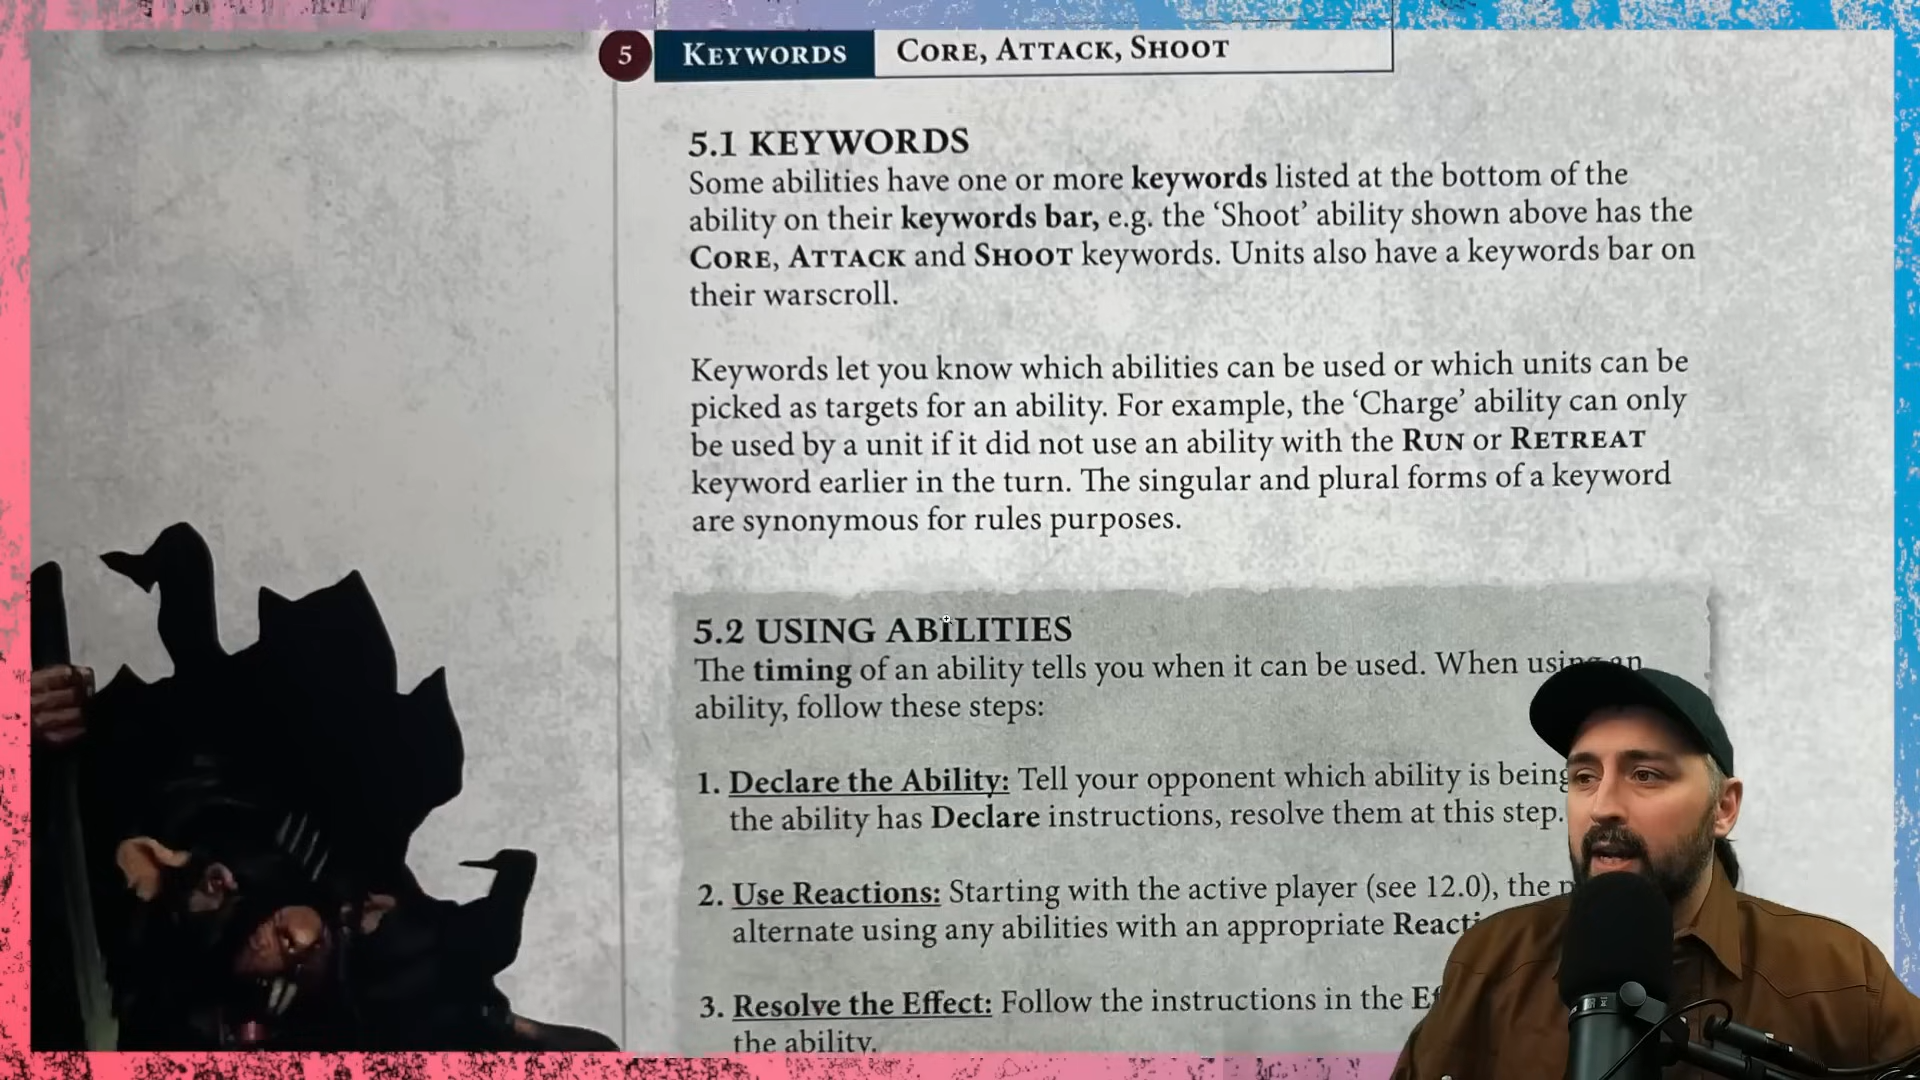 5 KEYWORDS CORE, ATTACK, SHOOT
5.1 KEYWORDS
Some abilities have one or more keywords listed at the bottom of the
ability on their keywords bar, e.g. the ‘Shoot’ ability shown above has the
CORE, ATTACK and SHOOT keywords. Units also have a keywords bar on
their warscroll.
Keywords let you know which abilities can be used or which units can be
picked as targets for an ability. For example, the ‘Charge’ ability can only
be used by a unit if it did not use an ability with the RUN or RETREAT
keyword earlier in the turn. The singular and plural forms of a keyword
are synonymous for rules purposes.
5.2 USING ABILITIES
The timing of an ability tells you when it can be used. When using an
ability, follow these steps:
1. Declare the Ability: Tell your opponent which ability is being
the ability has Declare instructions, resolve them at this step.
2. Use Reactions: Starting with the active player (see 12.0), the
alternate using any abilities with an appropriate
3. Resolve the Effect: Follow the instructions in the
the ability.